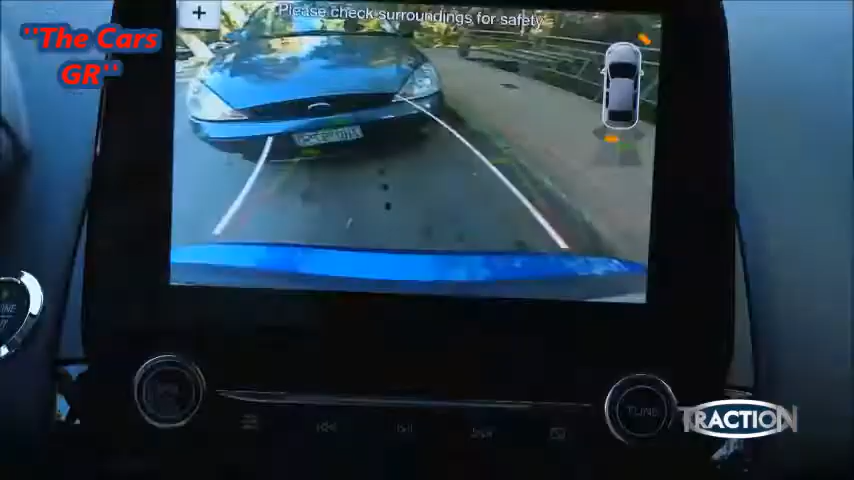 "The Cars
GR"
Please check surroundings for safety
+
TUNE
TRACTION